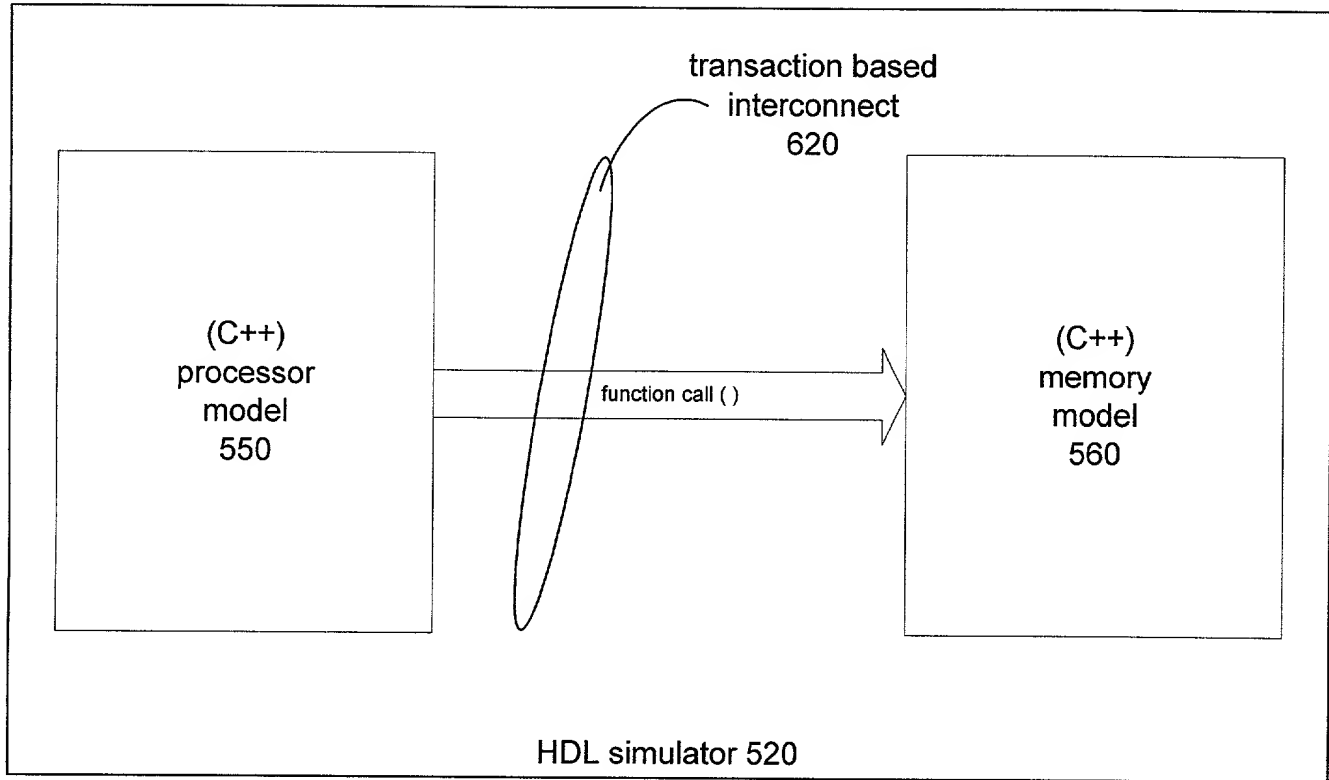 transaction based
interconnect
620
(C++)
processor
model
550
function call ( )
(C++)
memory
model
560
HDL simulator 520